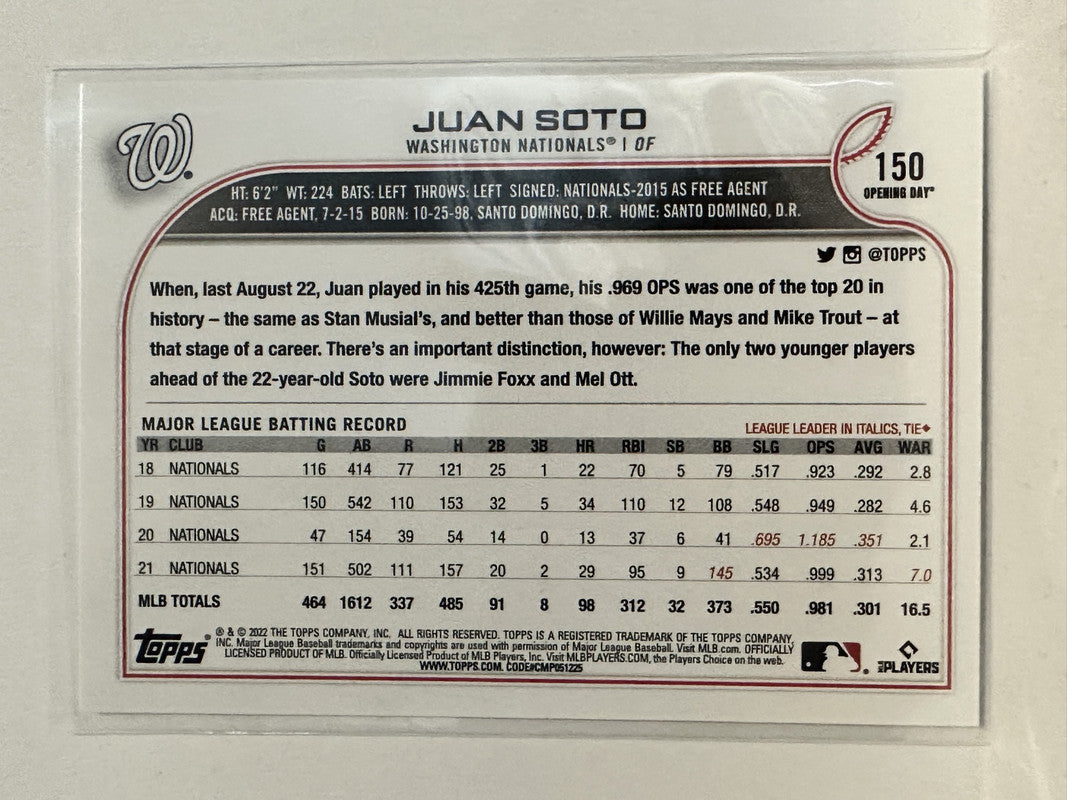 W.
JUAN SOTO
WASHINGTON NATIONALS® | OF
150
OPENING DAY®
HT: 6'2" WT: 224 BATS: LEFT THROWS: LEFT SIGNED: NATIONALS-2015 AS FREE AGENT
ACQ: FREE AGENT, 7-2-15 BORN: 10-25-98, SANTO DOMINGO, D.R. HOME: SANTO DOMINGO, D.R.
@TOPPS
When, last August 22, Juan played in his 425th game, his .969 OPS was one of the top 20 in
history – the same as Stan Musial's, and better than those of Willie Mays and Mike Trout – at
that stage of a career. There's an important distinction, however: The only two younger players
ahead of the 22-year-old Soto were Jimmie Foxx and Mel Ott.
MAJOR LEAGUE BATTING RECORD LEAGUE LEADER IN ITALICS, TIE◆
YR CLUB G AB R H 2B 3B HR RBI SB BB SLG OPS AVG WAR
18 NATIONALS 116 414 77 121 25 1 22 70 5 79 .517 .923 .292 2.8
19 NATIONALS 150 542 110 153 32 5 34 110 12 108 .548 .949 .282 4.6
20 NATIONALS 47 154 39 54 14 0 13 37 6 41 .695 1.185 .351 2.1
21 NATIONALS 151 502 111 157 20 2 29 95 9 145 .534 .999 .313 7.0
MLB TOTALS 464 1612 337 485 91 8 98 312 32 373 .550 .981 .301 16.5
topps®
® & © 2022 THE TOPPS COMPANY, INC. ALL RIGHTS RESERVED. TOPPS IS A REGISTERED TRADEMARK OF THE TOPPS COMPANY,
INC. Major League Baseball trademarks and copyrights are used with permission of Major League Baseball. Visit MLB.com. OFFICIALLY
LICENSED PRODUCT OF MLB. Officially Licensed Product of MLB Players, Inc. Visit MLBPLAYERS.COM, the Players Choice on the web.
WWW.TOPPS.COM. CODE#CMP051225
MLB PLAYERS